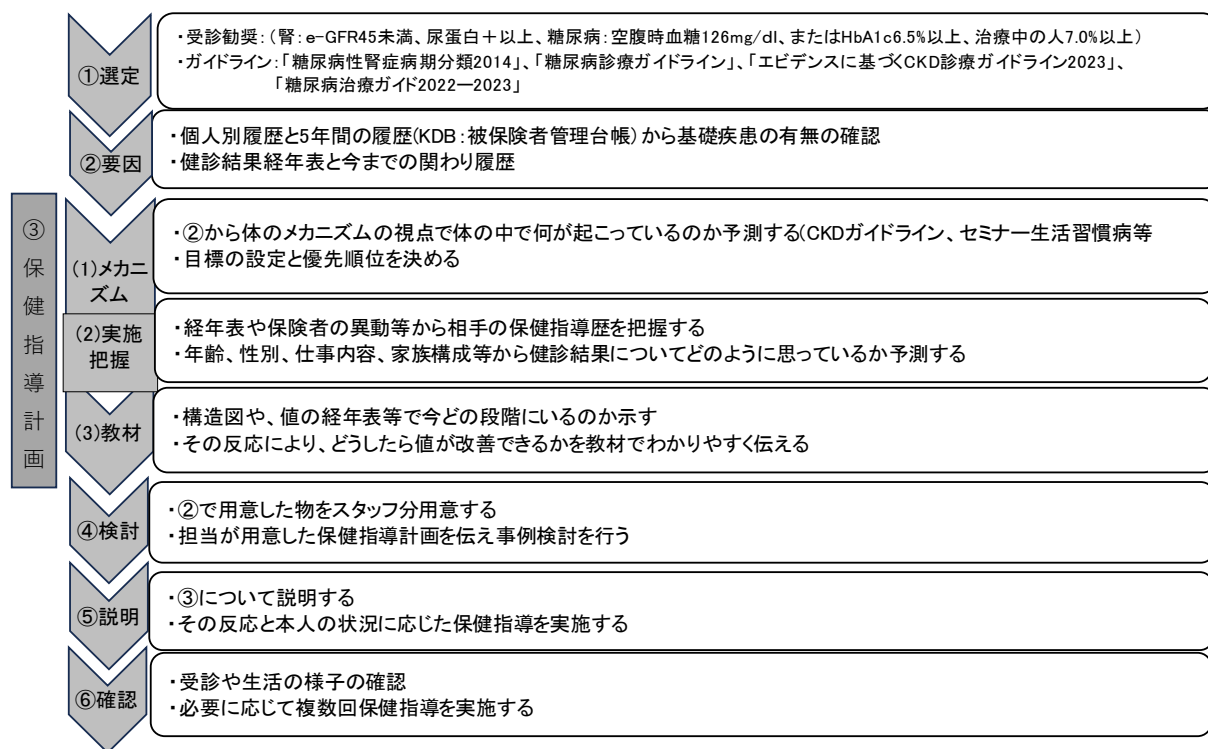 ①選定
・受診勧奨：（腎：e-GFR45未満、尿蛋白＋以上、糖尿病：空腹時血糖126mg/dl、またはHbA1c6.5%以上、治療中の人7.0%以上）
・ガイドライン：「糖尿病性腎症病期分類2014」、「糖尿病診療ガイドライン」、「エビデンスに基づくCKD診療ガイドライン2023」、
「糖尿病治療ガイド2022―2023」
②要因
・個人別履歴と5年間の履歴(KDB：被保険者管理台帳)から基礎疾患の有無の確認
・健診結果経年表と今までの関わり履歴
③保健指導計画
(1)メカニ
ズム
・②から体のメカニズムの視点で体の中で何が起こっているのか予測する(CKDガイドライン、セミナー生活習慣病等
・目標の設定と優先順位を決める
(2)実施
把握
・経年表や保険者の異動等から相手の保健指導歴を把握する
・年齢、性別、仕事内容、家族構成等から健診結果についてどのように思っているか予測する
(3)教材
・構造図や、値の経年表等で今どの段階にいるのか示す
・その反応により、どうしたら値が改善できるかを教材でわかりやすく伝える
④検討
・②で用意した物をスタッフ分用意する
・担当が用意した保健指導計画を伝え事例検討を行う
⑤説明
・③について説明する
・その反応と本人の状況に応じた保健指導を実施する
⑥確認
・受診や生活の様子の確認
・必要に応じて複数回保健指導を実施する